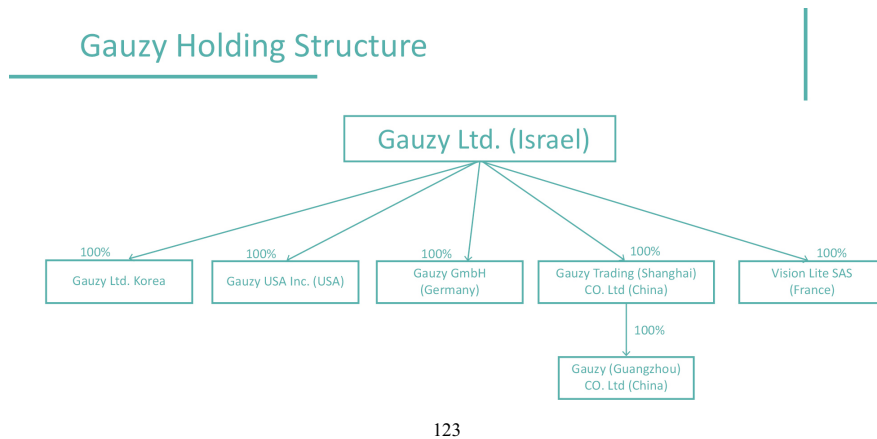 Gauzy Holding Structure
Gauzy Ltd. (Israel)
100%
100%
100%
100%
100%
Gauzy Ltd. Korea
Gauzy USA Inc. (USA)
Gauzy GmbH
(Germany)
Gauzy Trading (Shanghai)
CO. Ltd (China)
Vision Lite SAS
(France)
100%
Gauzy (Guangzhou)
CO. Ltd (China)
123